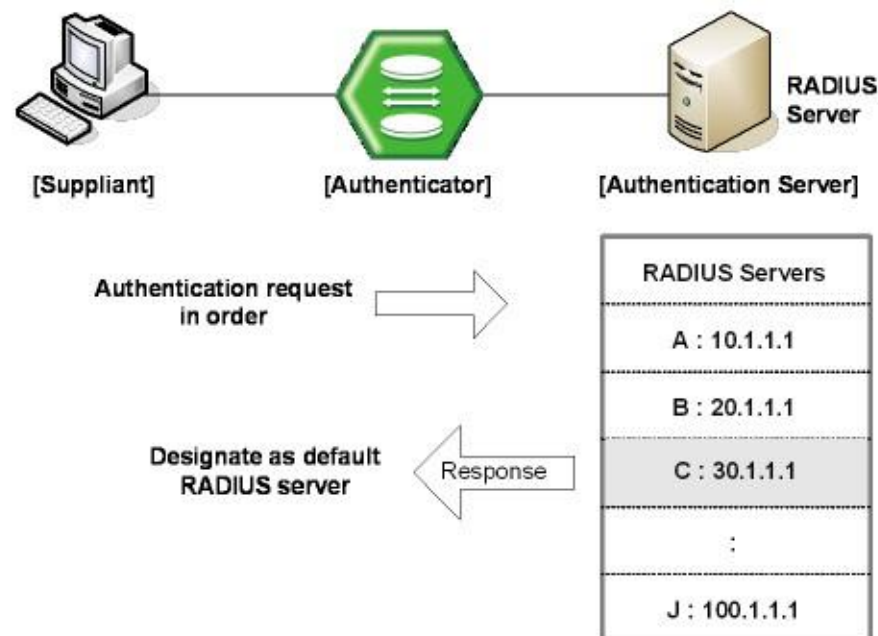 RADIUS
Server
[Suppliant]
[Authenticator]
[Authentication Server]
Authentication request
in order
RADIUS Servers
A : 10.1.1.1
B : 20.1.1.1
Designate as default
RADIUS server
Response
C : 30.1.1.1
:
J : 100.1.1.1